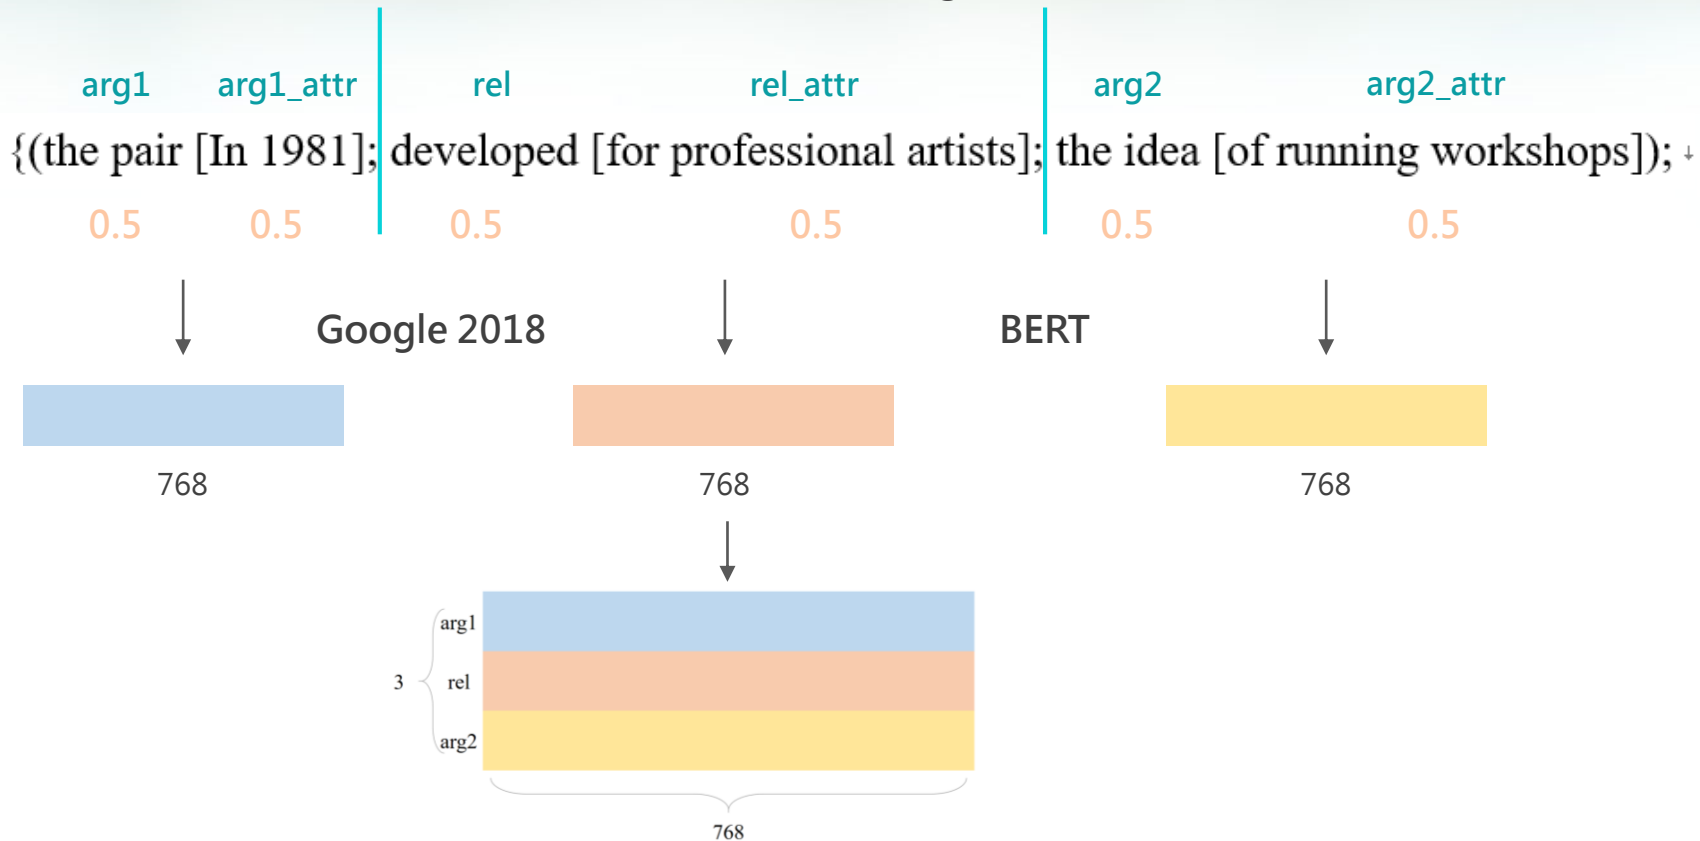 arg1 arg1_attr rel rel_attr arg2 arg2_attr
{(the pair [In 1981]; developed [for professional artists]; the idea [of running workshops]);
0.5 0.5 0.5 0.5 0.5 0.5
Google 2018 BERT
768 768 768
arg1
3 rel
arg2
768